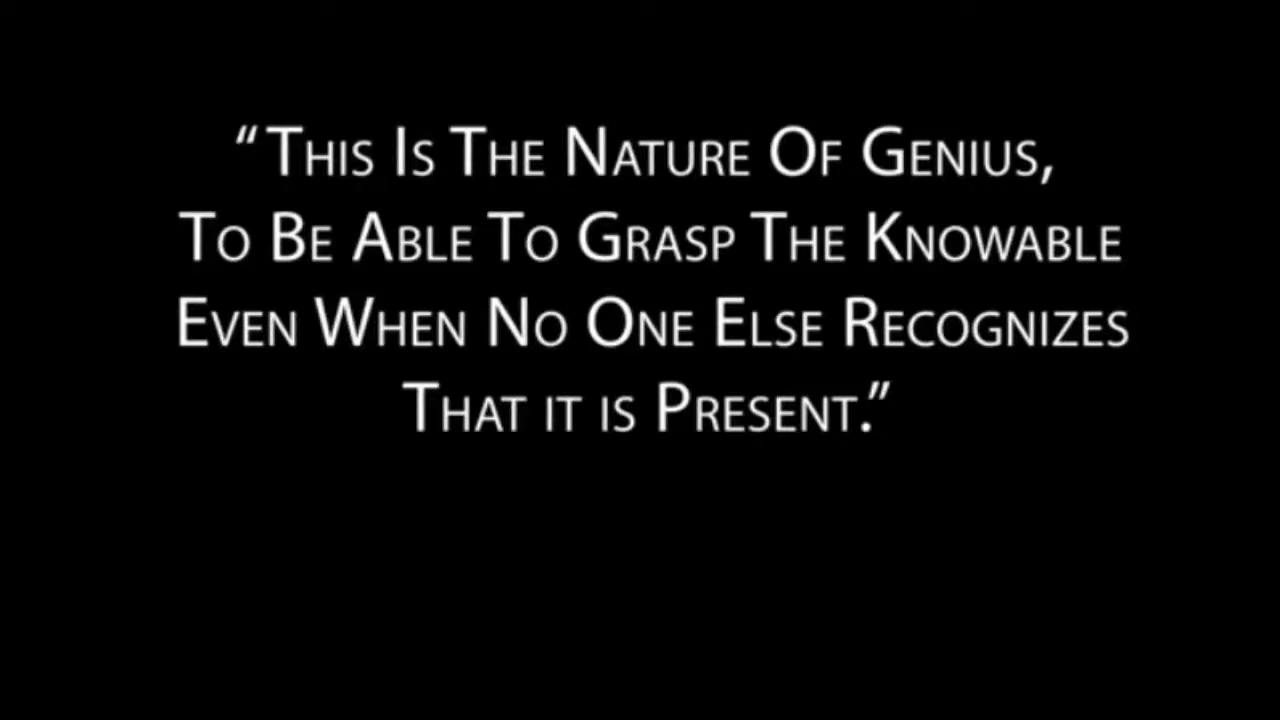 “This Is The Nature Of Genius,
To Be Able To Grasp The Knowable
Even When No One Else Recognizes
That it is Present.”